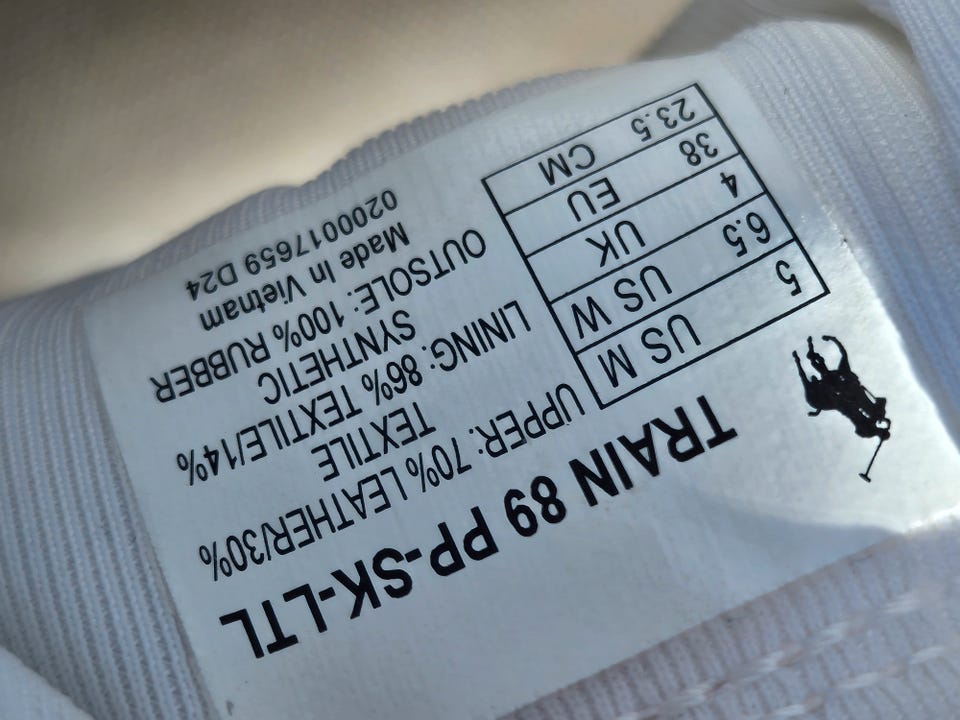 TRAIN 89 PP-SK-LTL
US M 5
US W 6.5
UK 4
EU 38
CM 23.5
UPPER: 70% LEATHER/30%
TEXTILE
LINING: 86% TEXTILE/14%
SYNTHETIC
OUTSOLE: 100% RUBBER
Made In Vietnam
0200017659 D24